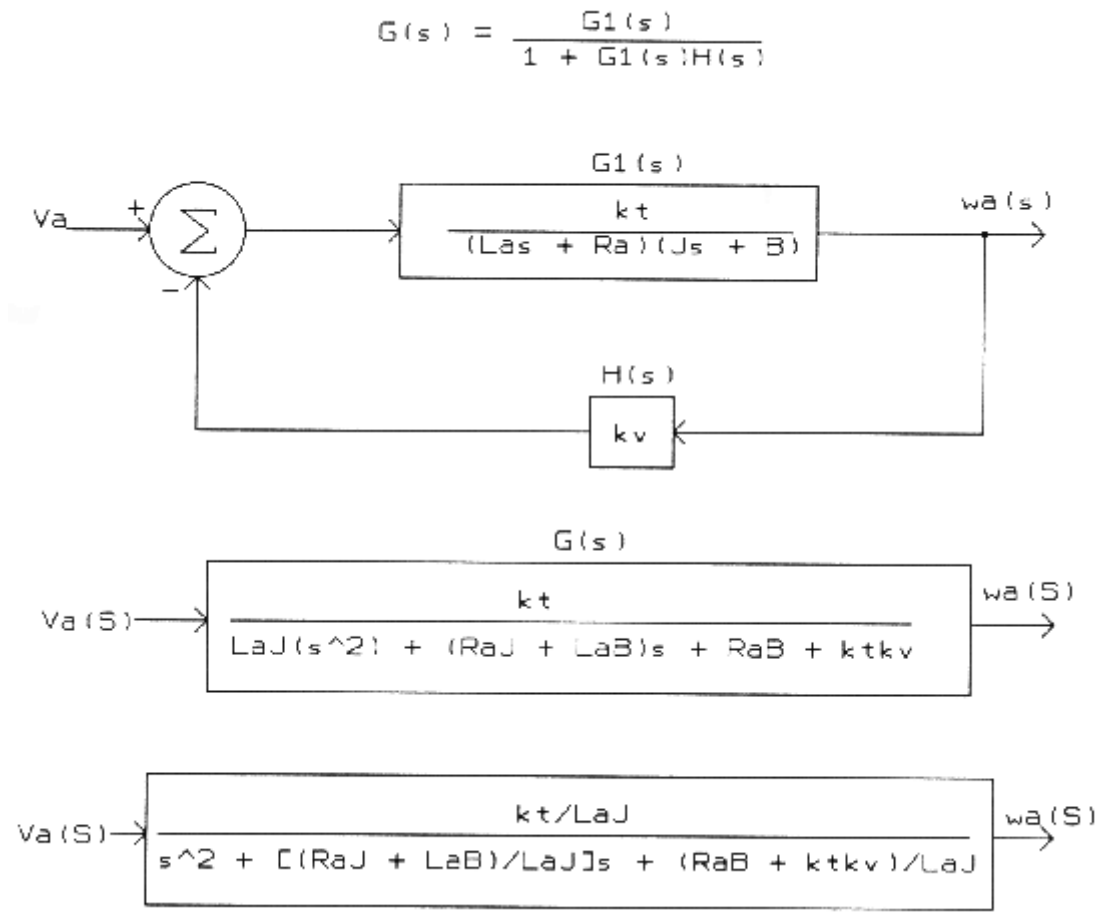 G(s) = G1(s)
1 + G1(s)H(s)
G1(s)
Va
+
Σ
-
kt
(Las + Ra)(Js + B)
wa(s)
H(s)
kv
G(s)
Va(S)
kt
LaJ(s^2) + (RaJ + LaB)s + RaB + ktkv
wa(S)
Va(S)
kt/LaJ
s^2 + [(RaJ + LaB)/LaJ]s + (RaB + ktkv)/LaJ
wa(S)